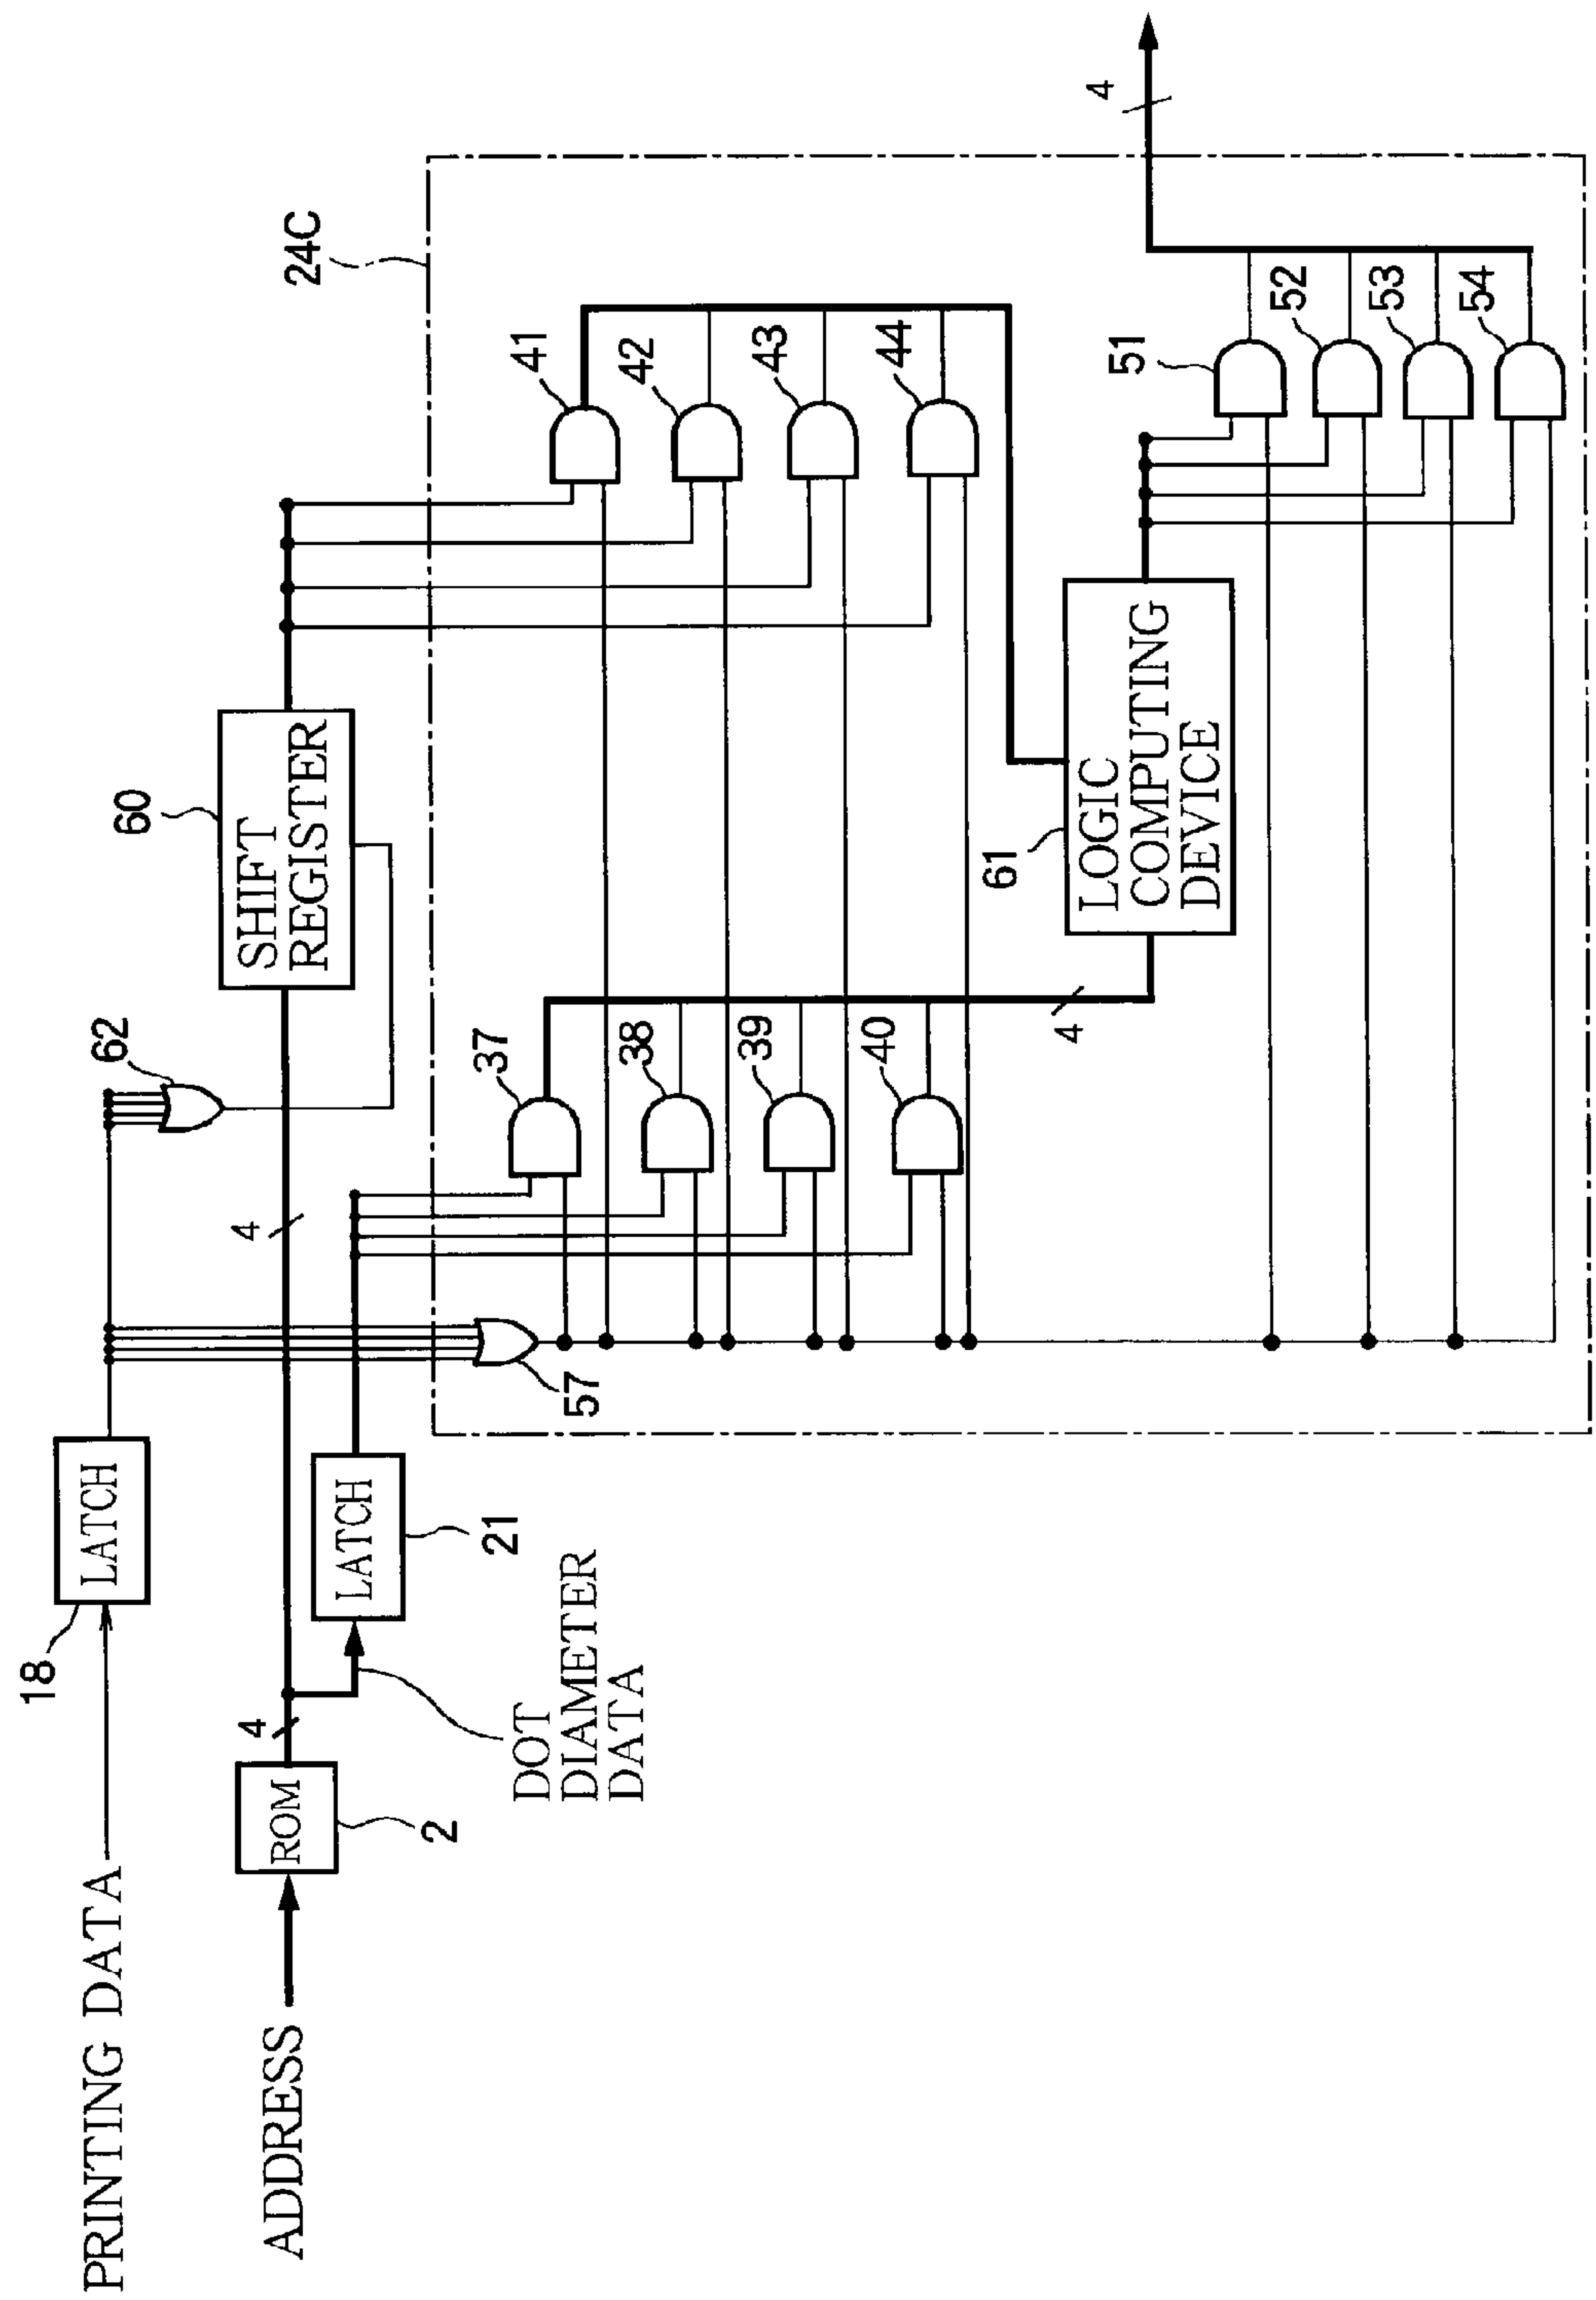 PRINTING DATA
18
LATCH
62
60
SHIFT
REGISTER
24C
ADDRESS
ROM
2
4
4
DOT
DIAMETER
DATA
LATCH
21
57
37
38
39
40
4
41
42
43
44
61
LOGIC
COMPUTING
DEVICE
51
52
53
54
4